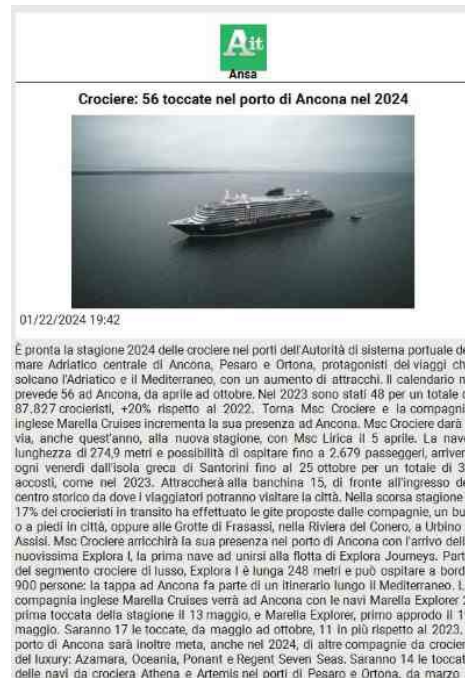 Ait
Ansa
Crociere: 56 toccate nel porto di Ancona nel 2024
01/22/2024 19:42
È pronta la stagione 2024 delle crociere nei porti dell'Autorità di sistema portuale de
mare Adriatico centrale di Ancona, Pesaro e Ortona, protagonisti dei viaggi ch
solcano l'Adriatico e il Mediterraneo, con un aumento di attracchi. Il calendario n
prevede 56 ad Ancona, da aprile ad ottobre. Nel 2023 sono stati 48 per un totale d
87.827 crocieristi, +20% rispetto al 2022. Torna Msc Crociere e la compagni
inglese Marella Cruises incrementa la sua presenza ad Ancona. Msc Crociere darà i
via, anche quest'anno, alla nuova stagione, con Msc Lirica il 5 aprile. La nave
lunghezza di 274,9 metri e possibilità di ospitare fino a 2.679 passeggeri, arriver
ogni venerdì dall'isola greca di Santorini fino al 25 ottobre per un totale di 3
accosti, come nel 2023. Attraccherà alla banchina 15, di fronte all'ingresso de
centro storico da dove i viaggiatori potranno visitare la città. Nella scorsa stagione i
17% dei crocieristi in transito ha effettuato le gite proposte dalle compagnie, un bu
o a piedi in città, oppure alle Grotte di Frasassi, nella Riviera del Conero, a Urbino
Assisi. Msc Crociere arricchirà la sua presenza nel porto di Ancona con l'arrivo dell
nuovissima Explora I, la prima nave ad unirsi alla flotta di Explora Journeys. Part
del segmento crociere di lusso, Explora I è lunga 248 metri e può ospitare a bord
900 persone: la tappa ad Ancona fa parte di un itinerario lungo il Mediterraneo. L
compagnia inglese Marella Cruises verrà ad Ancona con le navi Marella Explorer 2
prima toccata della stagione il 13 maggio, e Marella Explorer, primo approdo il 1
maggio. Saranno 17 le toccate, da maggio ad ottobre, 11 in più rispetto al 2023.
porto di Ancona sarà inoltre meta, anche nel 2024, di altre compagnie da crocier
del luxury: Azamara, Oceania, Ponant e Regent Seven Seas. Saranno 14 le toccat
delle navi da crociera Athena e Artemis nei porti di Pesaro e Ortona, da marzo